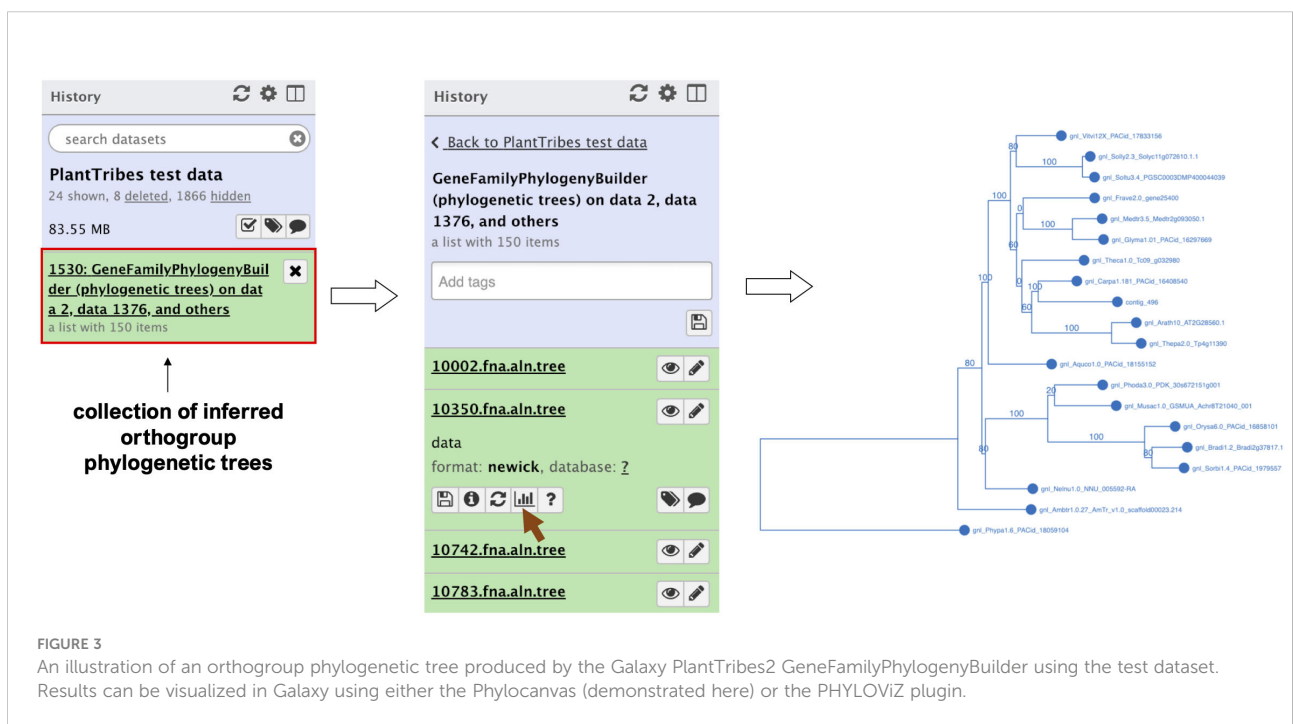 History
search datasets
PlantTribes test data
24 shown, 8 deleted, 1866 hidden
83.55 MB
1530: GeneFamilyPhylogenyBuil
der (phylogenetic trees) on dat
a 2, data 1376, and others
a list with 150 items
collection of inferred
orthogroup
phylogenetic trees
History
Back to PlantTribes test data
GeneFamilyPhylogenyBuilder
(phylogenetic trees) on data 2, data
1376, and others
a list with 150 items
Add tags
10002.fna.aln.tree
10350.fna.aln.tree
data
format: newick, database: ?
?
10742.fna.aln.tree
10783.fna.aln.tree
gnl_Vitvi12X_PACid_17833156
80
gnl_Solly2.3_Solyc11g072610.1.1
100
gnl_Soltu3.4_PGSC0003DMP400044039
100
gnl_Frave2.0_gene25400
0
gnl_Medtr3.5_Medtr2g093050.1
100
gnl_Glyma1.01_PACid_16297669
60
gnl_Theca1.0_Tc09_g032980
100
0
gnl_Carpa1.181_PACid_16408540
100
60
contig_496
gnl_Arath10_AT2G28560.1
100
gnl_Thepa2.0_Tp4g11390
80
gnl_Aquco1.0_PACid_18155152
gnl_Phoda3.0_PDK_30s672151g001
20
gnl_Musac1.0_GSMUA_Achr8T21040_001
100
gnl_Orysa6.0_PACid_16858101
100
gnl_Bradi1.2_Bradi2g37817.1
80
80
gnl_Sorbi1.4_PACid_1979557
gnl_Nelnu1.0_NNU_005592-RA
gnl_Ambtr1.0.27_AmTr_v1.0_scaffold00023.214
gnl_Phypa1.6_PACid_18059104
FIGURE 3
An illustration of an orthogroup phylogenetic tree produced by the Galaxy PlantTribes2 GeneFamilyPhylogenyBuilder using the test dataset.
Results can be visualized in Galaxy using either the Phylocanvas (demonstrated here) or the PHYLOViZ plugin.